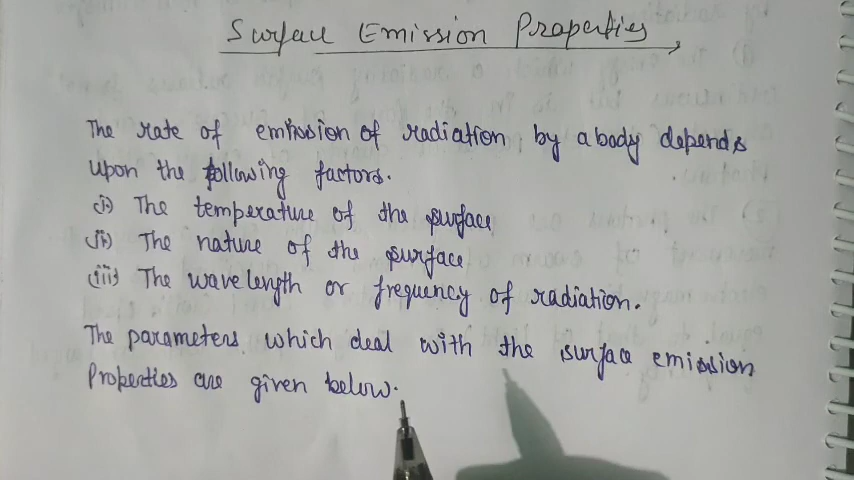 Surface Emission Properties
The rate of emission of radiation by a body depends
upon the following factors.
(i) The temperature of the surface
(ii) The nature of the surface
(iii) The wavelength or frequency of radiation.
The parameters which deal with the surface emission
Properties are given below.